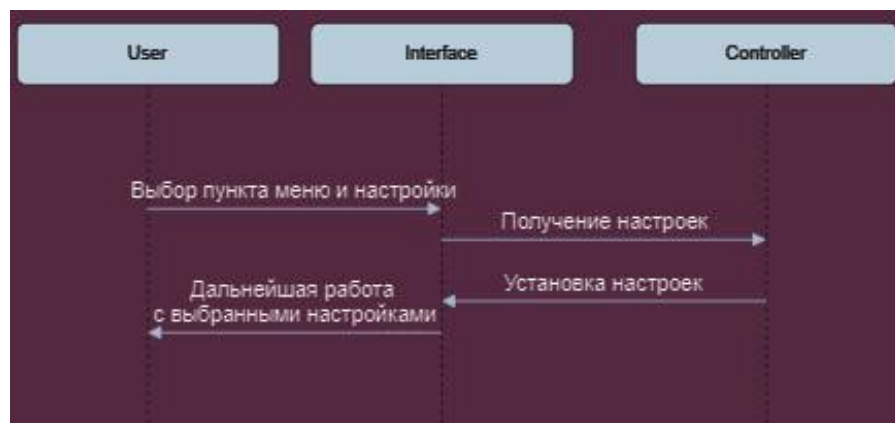 User
Interface
Controller
Выбор пункта меню и настройки
Получение настроек
Установка настроек
Дальнейшая работа
с выбранными настройками